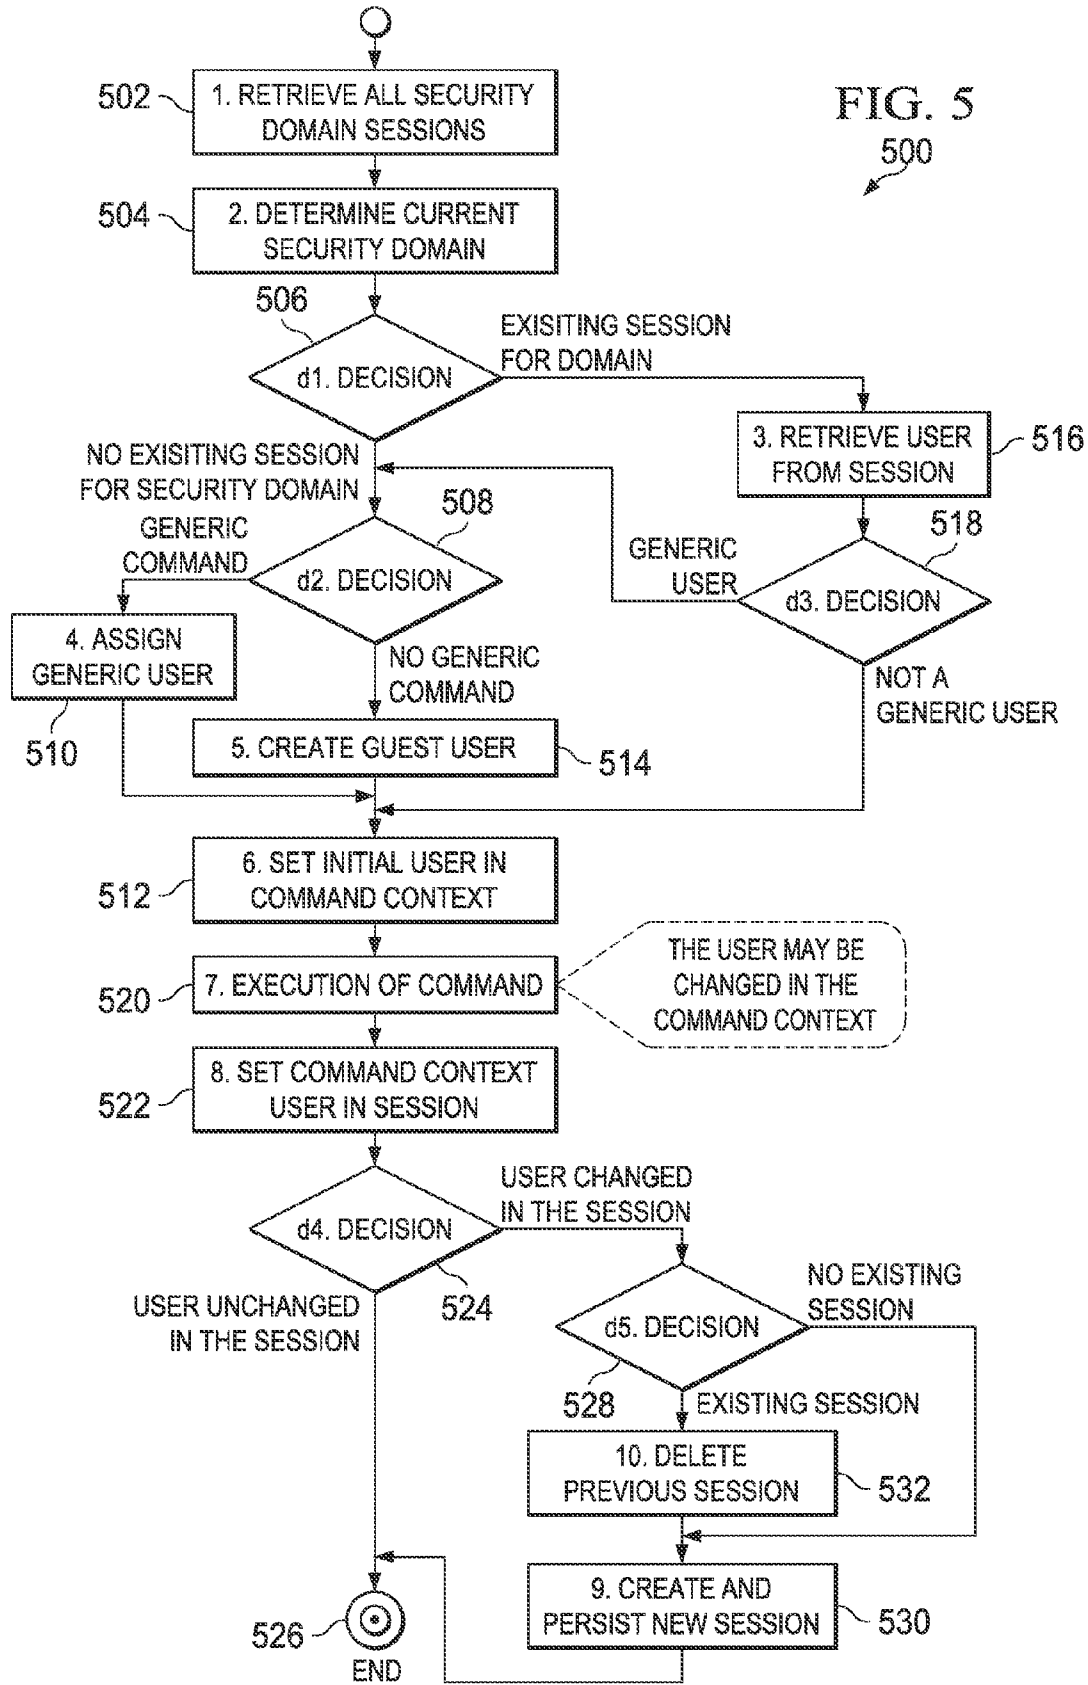 FIG. 5
500
502
1. RETRIEVE ALL SECURITY
DOMAIN SESSIONS
504
2. DETERMINE CURRENT
SECURITY DOMAIN
506
d1. DECISION
EXISITING SESSION
FOR DOMAIN
3. RETRIEVE USER
FROM SESSION
516
NO EXISITING SESSION
FOR SECURITY DOMAIN
508
d2. DECISION
GENERIC
COMMAND
GENERIC
USER
518
d3. DECISION
4. ASSIGN
GENERIC USER
510
NO GENERIC
COMMAND
NOT A
GENERIC USER
5. CREATE GUEST USER
514
6. SET INITIAL USER IN
COMMAND CONTEXT
512
7. EXECUTION OF COMMAND
520
THE USER MAY BE
CHANGED IN THE
COMMAND CONTEXT
8. SET COMMAND CONTEXT
USER IN SESSION
522
d4. DECISION
524
USER CHANGED
IN THE SESSION
USER UNCHANGED
IN THE SESSION
d5. DECISION
528
NO EXISTING
SESSION
EXISTING SESSION
10. DELETE
PREVIOUS SESSION
532
9. CREATE AND
PERSIST NEW SESSION
530
526
END